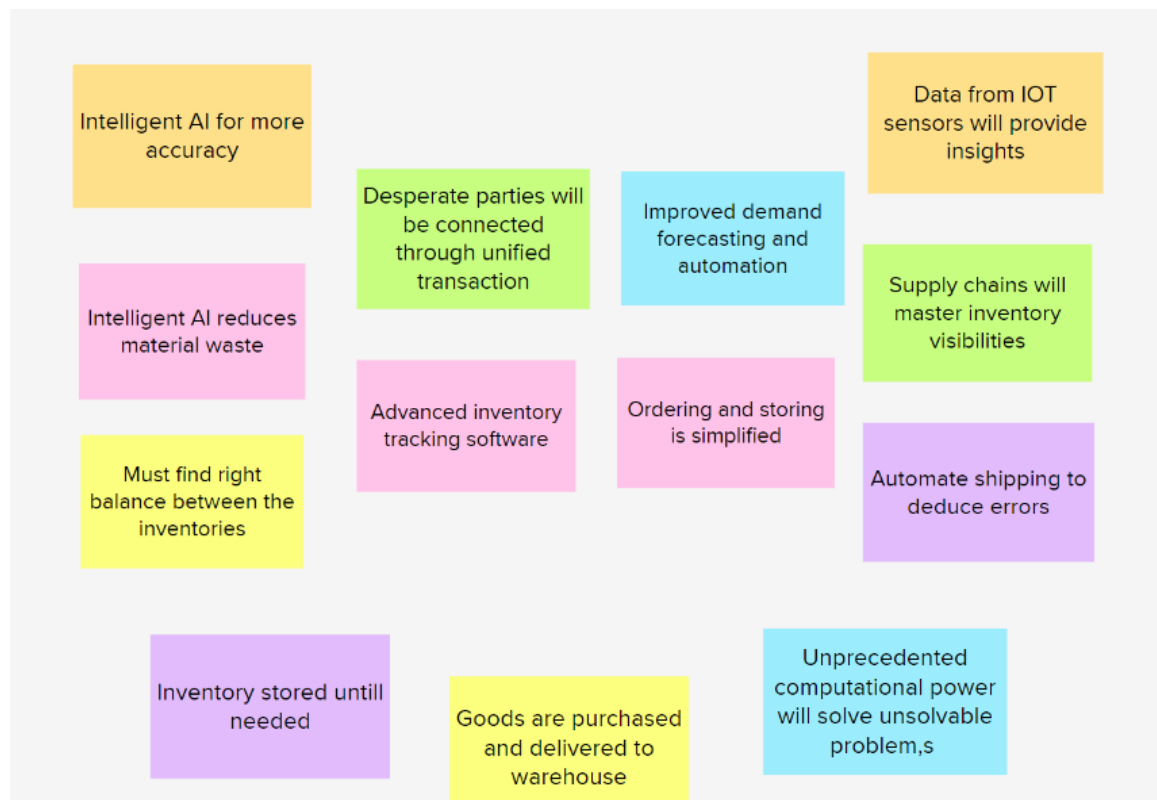 Intelligent AI for more
accuracy
Data from IOT
sensors will provide
insights
Desperate parties will
be connected
through unified
transaction
Improved demand
forecasting and
automation
Supply chains will
master inventory
visibilities
Intelligent AI reduces
material waste
Advanced inventory
tracking software
Ordering and storing
is simplified
Must find right
balance between the
inventories
Automate shipping to
deduce errors
Inventory stored untill
needed
Goods are purchased
and delivered to
warehouse
Unprecedented
computational power
will solve unsolvable
problem,s